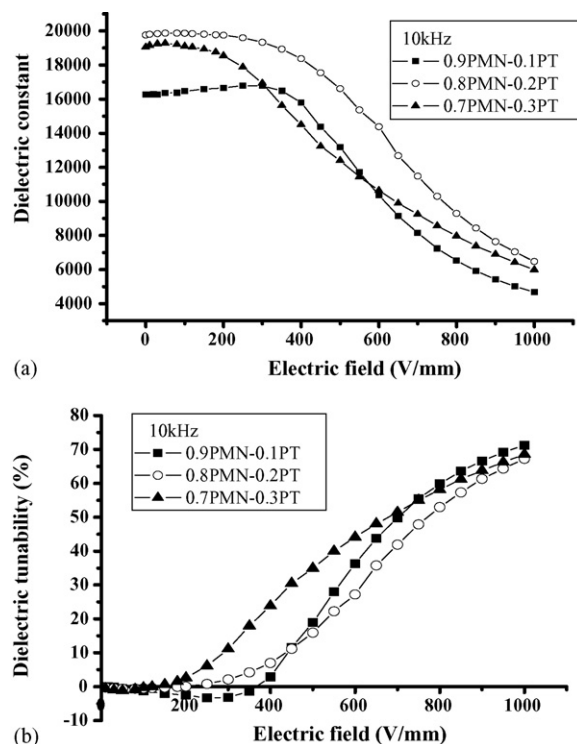 20000
18000
16000
14000
12000
10000
8000
6000
4000
Dielectric constant
10kHz
0.9PMN-0.1PT
0.8PMN-0.2PT
0.7PMN-0.3PT
0 200 400 600 800 1000
Electric field (V/mm)
(a)
80
70
60
50
40
30
20
10
0
-10
Dielectric tunability (%)
10kHz
0.9PMN-0.1PT
0.8PMN-0.2PT
0.7PMN-0.3PT
0 200 400 600 800 1000
Electric field (V/mm)
(b)